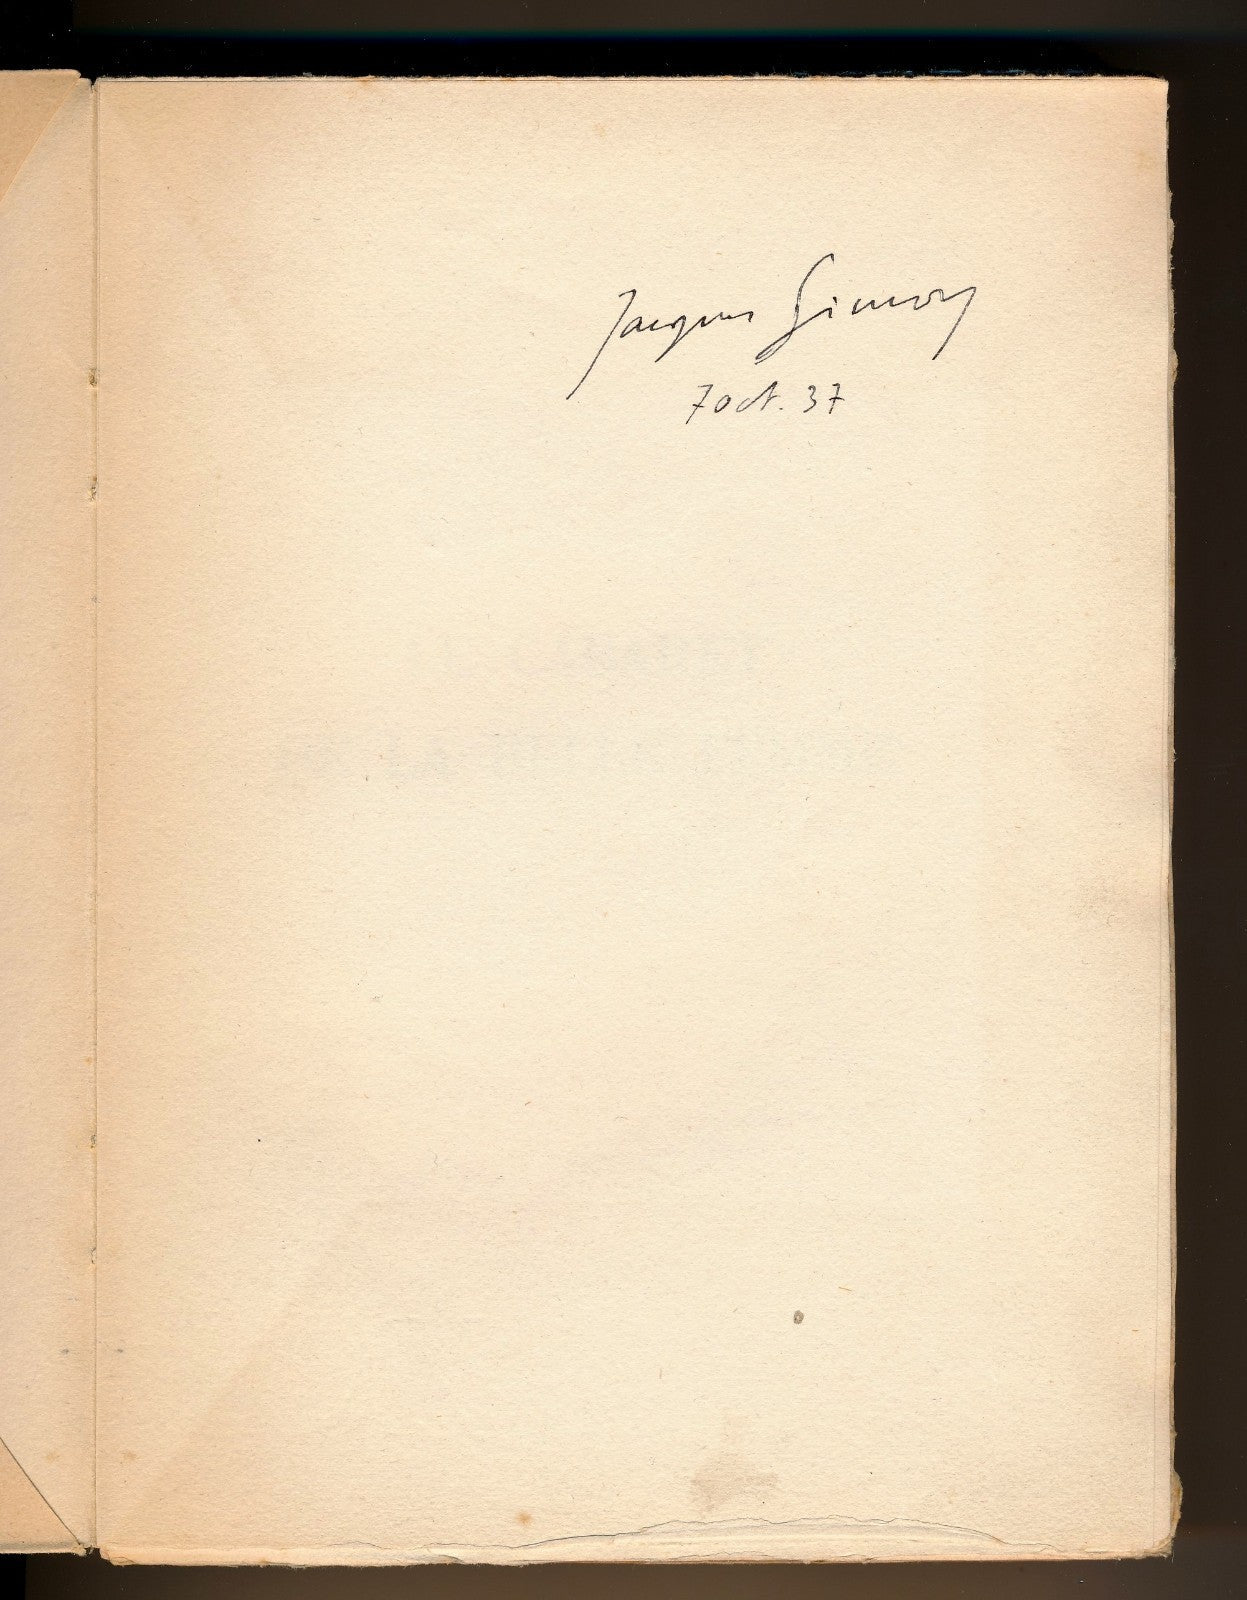 Jacques Simon
7 oct. 37